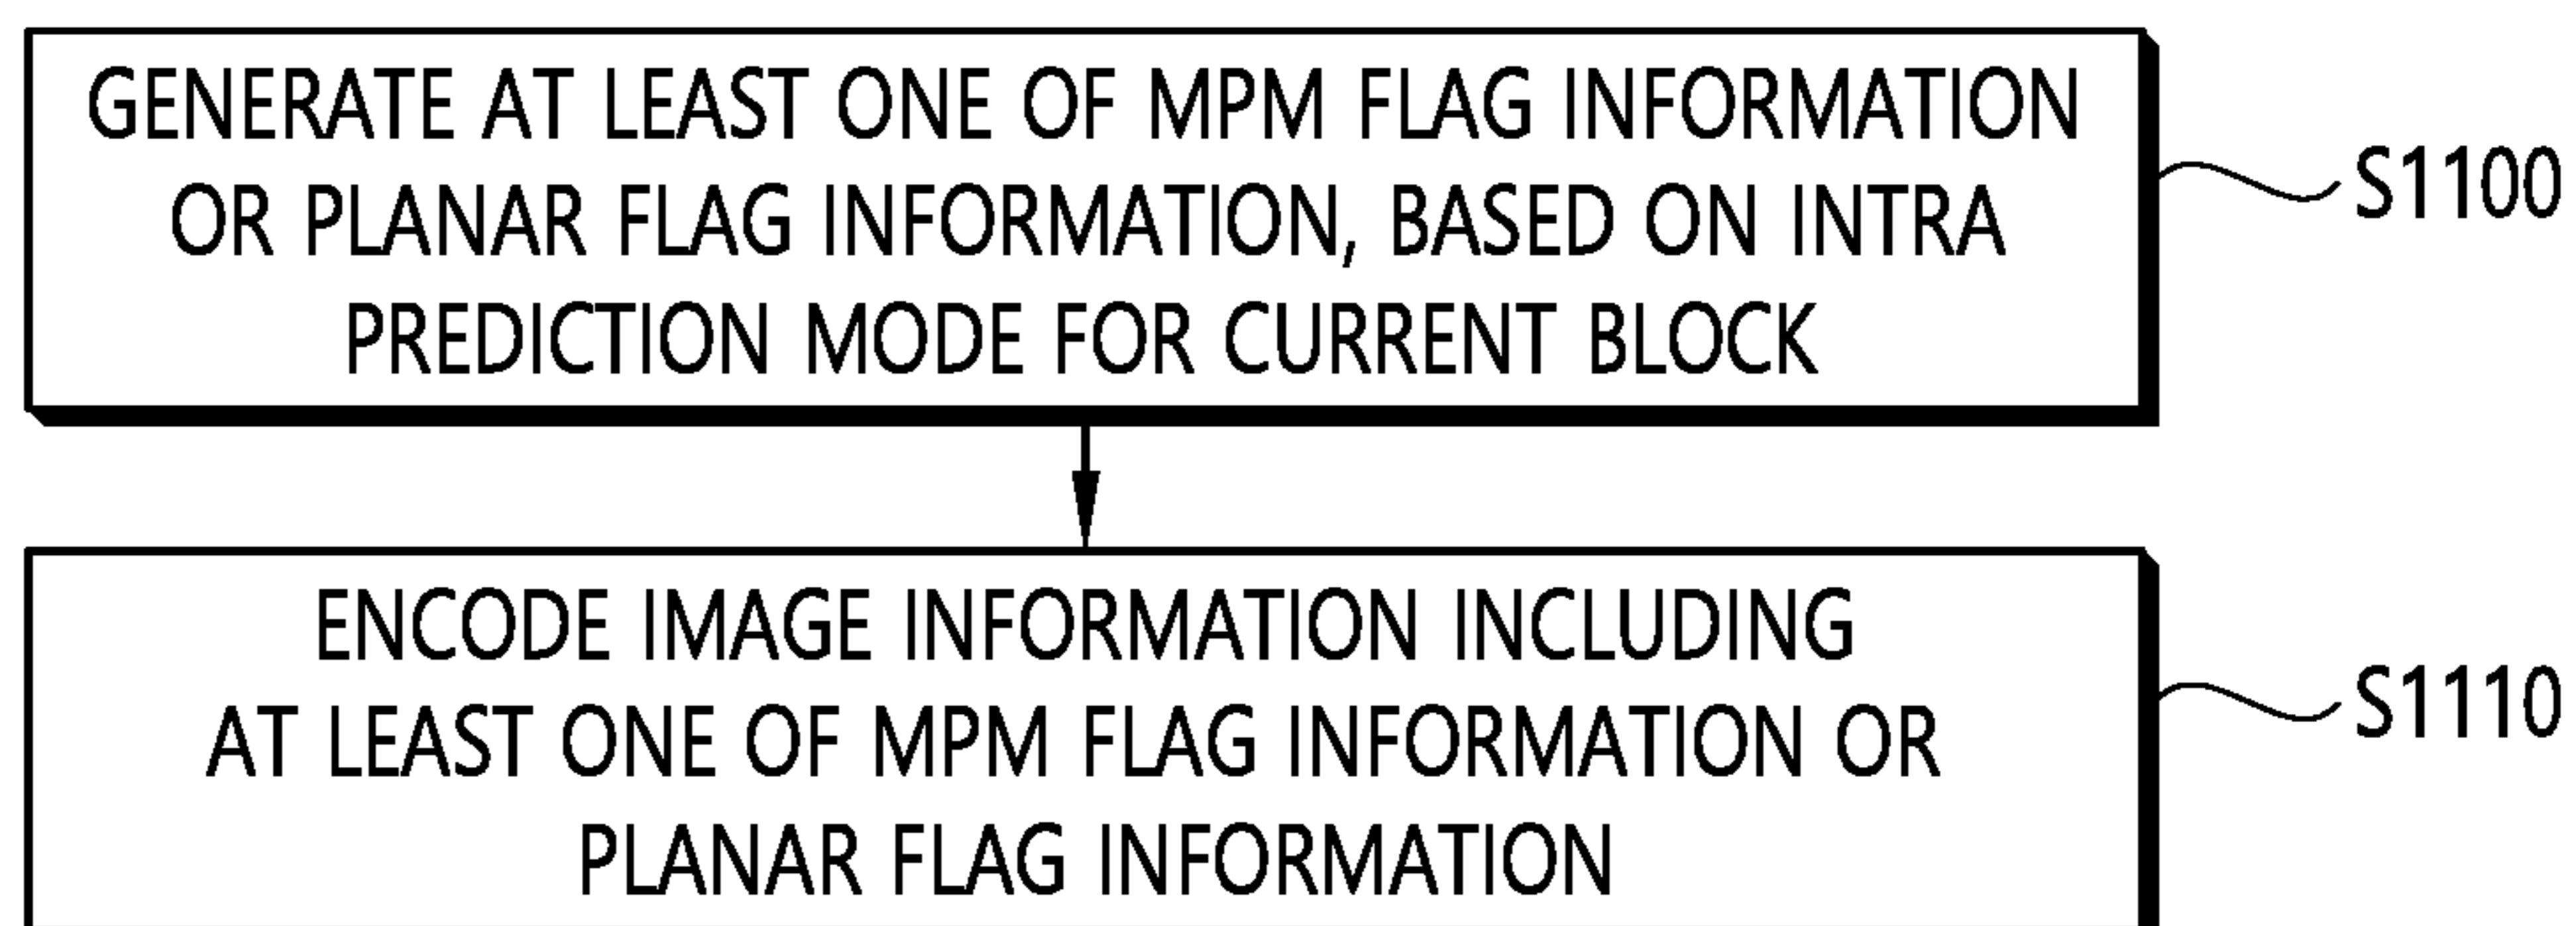 GENERATE AT LEAST ONE OF MPM FLAG INFORMATION
OR PLANAR FLAG INFORMATION, BASED ON INTRA
PREDICTION MODE FOR CURRENT BLOCK
S1100
ENCODE IMAGE INFORMATION INCLUDING
AT LEAST ONE OF MPM FLAG INFORMATION OR
PLANAR FLAG INFORMATION
S1110